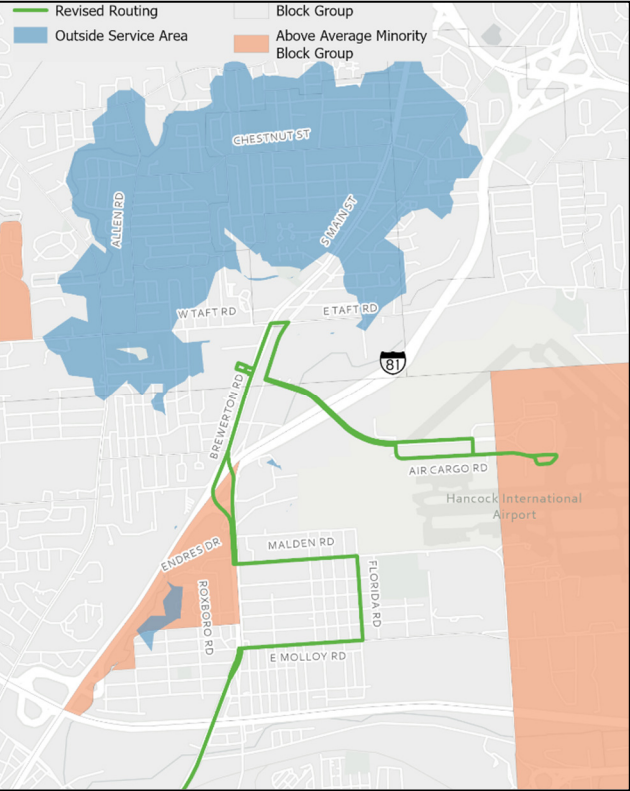 Revised Routing
Block Group
Outside Service Area
Above Average Minority
Block Group
CHESTNUT ST
ALLEN RD
S MAIN ST
W TAFT RD
E TAFT RD
81
BREWERTON RD
AIR CARGO RD
Hancock International
Airport
MALDEN RD
ENDRES DR
FLORIDA RD
ROXBORO RD
E MOLLOY RD